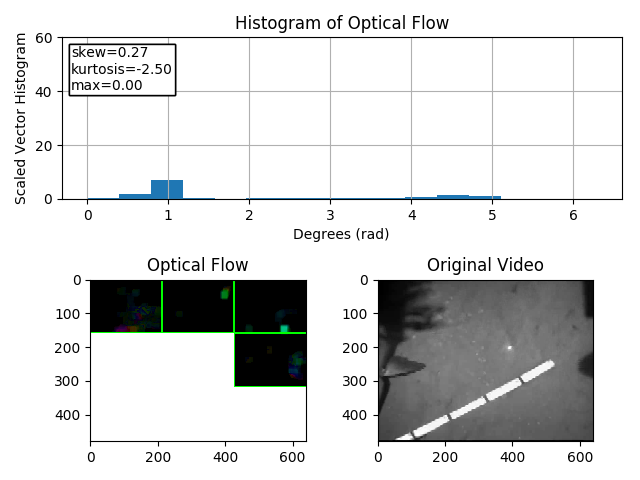 Histogram of Optical Flow
skew=0.27
kurtosis=-2.50
max=0.00
Scaled Vector Histogram
60
40
20
0
0 1 2 3 4 5 6
Degrees (rad)
Optical Flow
0
100
200
300
400
0 200 400 600
Original Video
0
100
200
300
400
0 200 400 600